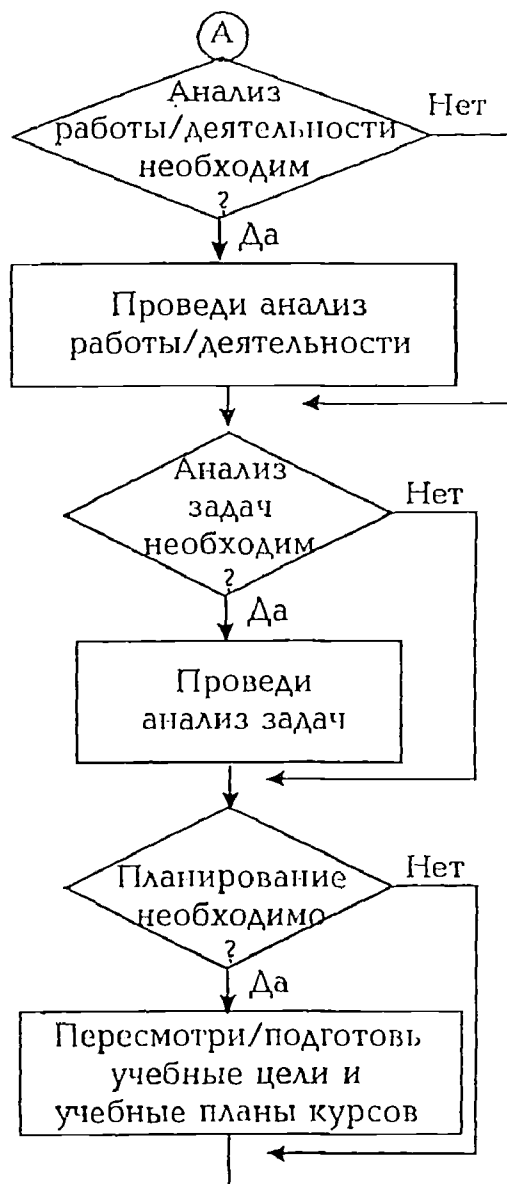 А
Анализ
работы/деятельности
необходим
?
Нет
Да
Проведи анализ
работы/деятельности
Анализ
задач
необходим
?
Нет
Да
Проведи
анализ задач
Планирование
необходимо
?
Нет
Да
Пересмотри/подготовь
учебные цели и
учебные планы курсов